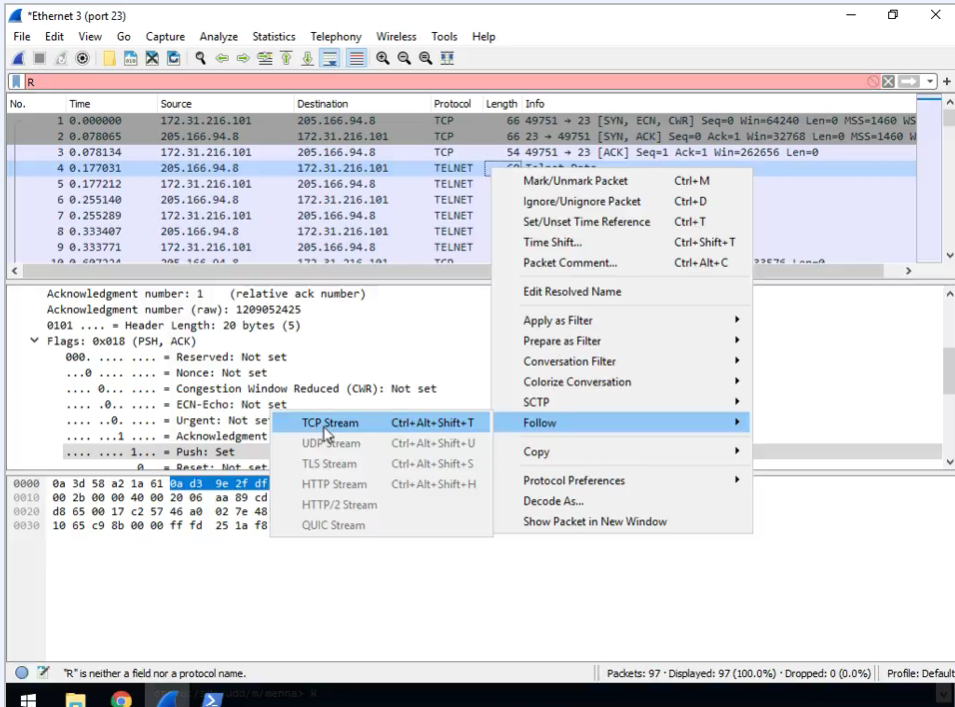 *Ethernet 3 (port 23)
File Edit View Go Capture Analyze Statistics Telephony Wireless Tools Help
R
No. Time Source Destination Protocol Length Info
1 0.000000 172.31.216.101 205.166.94.8 TCP 66 49751 → 23 [SYN, ECN, CWR] Seq=0 Win=64240 Len=0 MSS=1460 WS
2 0.078065 205.166.94.8 172.31.216.101 TCP 66 23 → 49751 [SYN, ACK] Seq=0 Ack=1 Win=32768 Len=0 MSS=1460 W
3 0.078134 172.31.216.101 205.166.94.8 TCP 54 49751 → 23 [ACK] Seq=1 Ack=1 Win=262656 Len=0
4 0.177031 205.166.94.8 172.31.216.101 TELNET
5 0.177212 172.31.216.101 205.166.94.8 TELNET
6 0.255140 205.166.94.8 172.31.216.101 TELNET
7 0.255289 172.31.216.101 205.166.94.8 TELNET
8 0.333407 205.166.94.8 172.31.216.101 TELNET
9 0.333771 172.31.216.101 205.166.94.8 TELNET
Mark/Unmark Packet Ctrl+M
Ignore/Unignore Packet Ctrl+D
Set/Unset Time Reference Ctrl+T
Time Shift... Ctrl+Shift+T
Packet Comment... Ctrl+Alt+C
Edit Resolved Name
Apply as Filter
Prepare as Filter
Conversation Filter
Colorize Conversation
SCTP
Follow
Copy
Protocol Preferences
Decode As...
Show Packet in New Window
Acknowledgment number: 1 (relative ack number)
Acknowledgment number (raw): 1209052425
0101 .... = Header Length: 20 bytes (5)
Flags: 0x018 (PSH, ACK)
000. .... .... = Reserved: Not set
...0 .... .... = Nonce: Not set
.... 0... .... = Congestion Window Reduced (CWR): Not set
.... .0.. .... = ECN-Echo: Not set
.... ..0. .... = Urgent: Not set
.... ...1 .... = Acknowledgment
.... .... 1... = Push: Set
TCP Stream Ctrl+Alt+Shift+T
UDP Stream Ctrl+Alt+Shift+U
TLS Stream Ctrl+Alt+Shift+S
HTTP Stream Ctrl+Alt+Shift+H
HTTP/2 Stream
QUIC Stream
0000 0a 3d 58 a2 1a 61 0a d3 9e 2f df
0010 00 2b 00 00 40 00 20 06 aa 89 cd
0020 d8 65 00 17 c2 57 46 a0 02 7e 48
0030 10 65 c9 8b 00 00 ff fd 25 1a f8
"R" is neither a field nor a protocol name.
Packets: 97 · Displayed: 97 (100.0%) · Dropped: 0 (0.0%)
Profile: Default